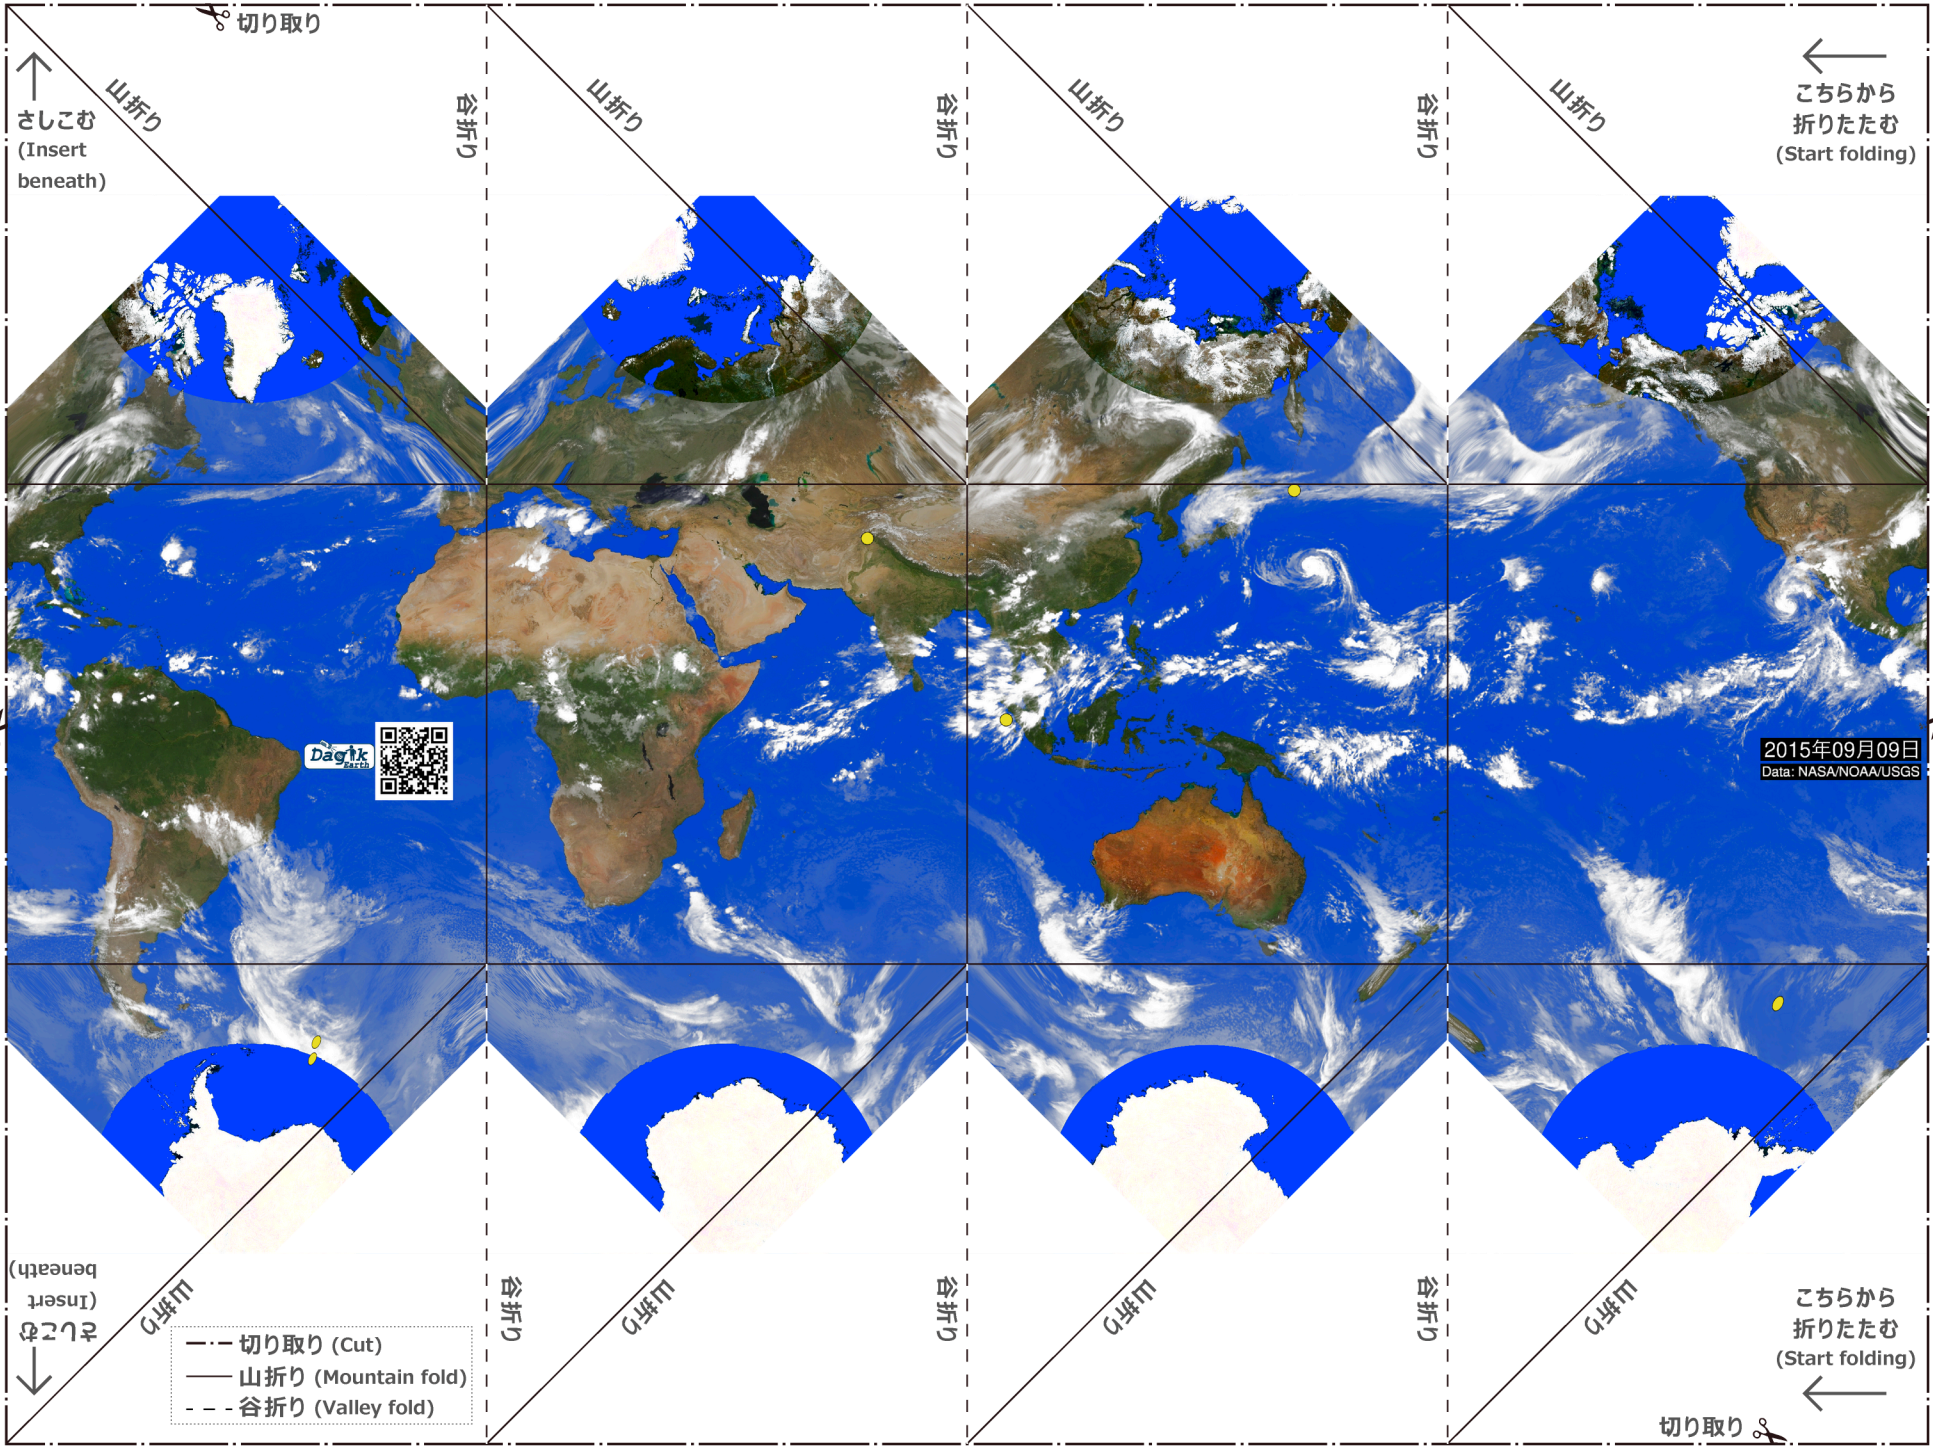 切り取り
山折り
谷折り
山折り
谷折り
山折り
谷折り
山折り
こちらから
折りたたむ
(Start folding)
さしこむ
(Insert
beneath)
Dagik
Earth
2015年09月09日
Data: NASA/NOAA/USGS
さしこむ
(Insert
beneath)
山折り
谷折り
山折り
谷折り
山折り
谷折り
山折り
こちらから
折りたたむ
(Start folding)
切り取り (Cut)
山折り (Mountain fold)
谷折り (Valley fold)
切り取り